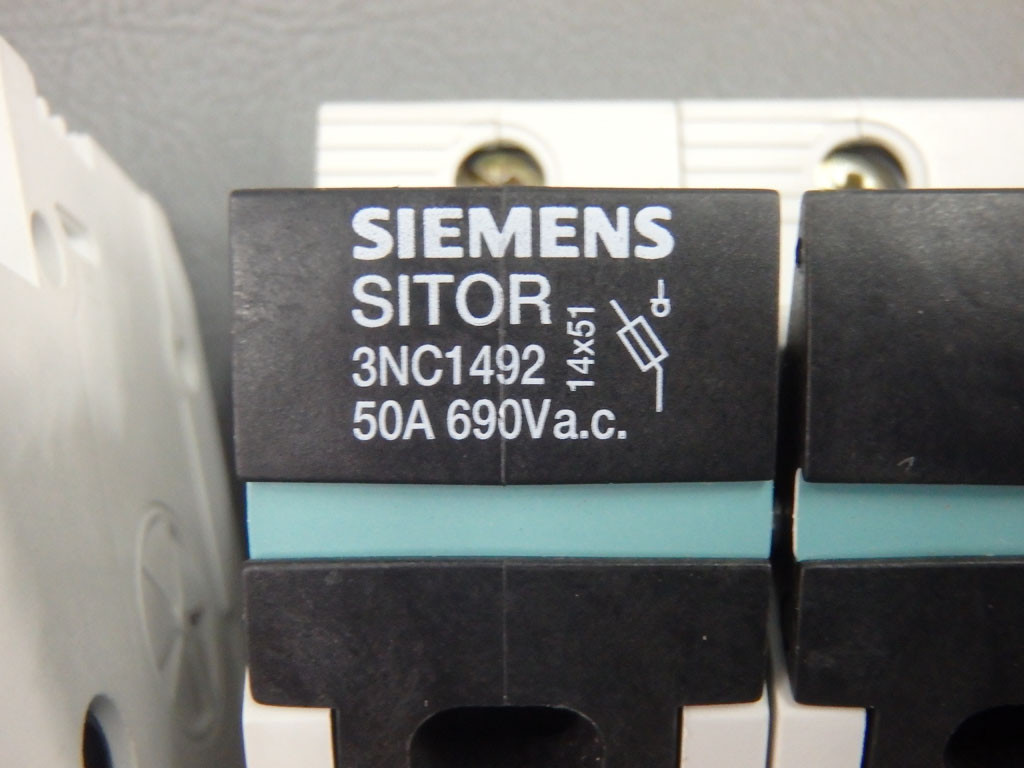 SIEMENS
SITOR
3NC1492
50A 690Va.c.
14x51